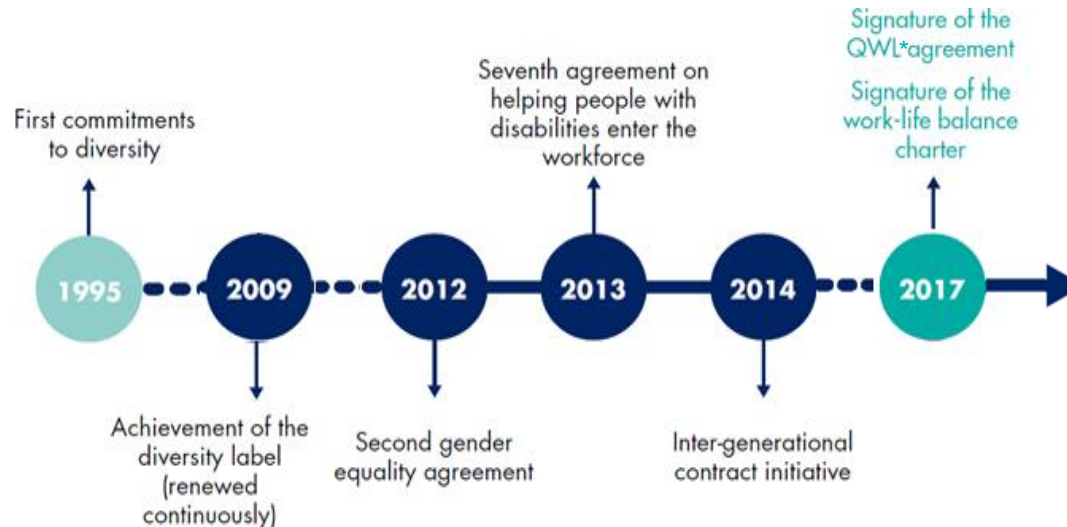 First commitments
to diversity
Seventh agreement on
helping people with
disabilities enter the
workforce
Signature of the
QWL*agreement
Signature of the
work-life balance
charter
1995
2009
2012
2013
2014
2017
Achievement of the
diversity label
(renewed
continuously)
Second gender
equality agreement
Inter-generational
contract initiative